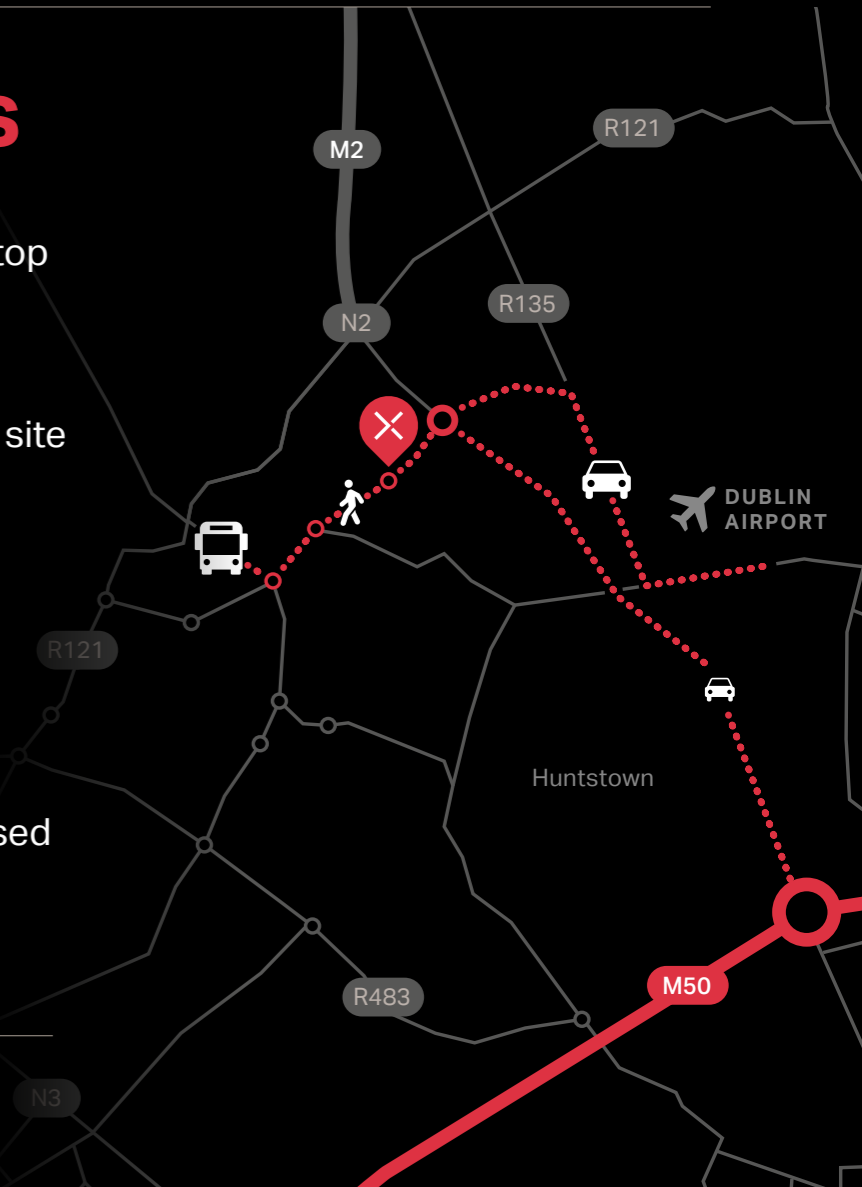 s
M2
R121
top
R135
N2
site
DUBLIN
AIRPORT
R121
Huntstown
sed
M50
R483
N3